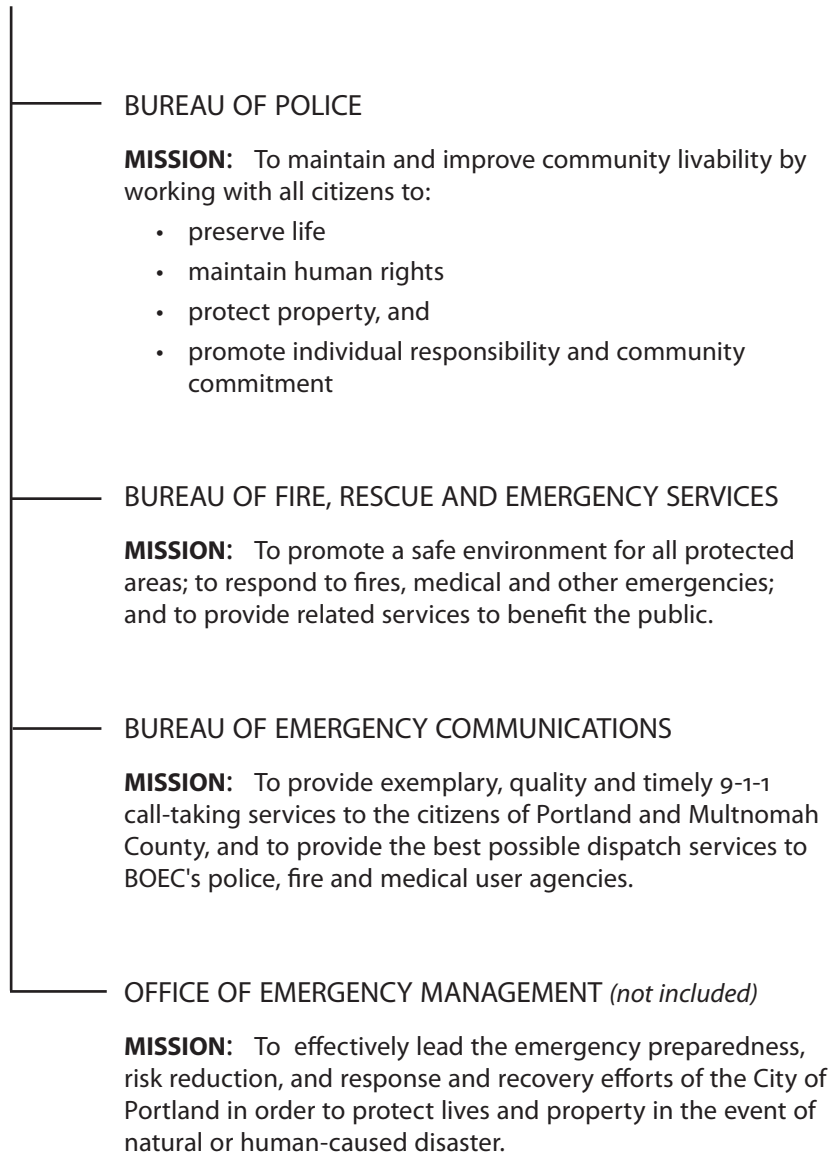 BUREAU OF POLICE
MISSION: To maintain and improve community livability by
working with all citizens to:
• preserve life
• maintain human rights
• protect property, and
• promote individual responsibility and community
commitment
BUREAU OF FIRE, RESCUE AND EMERGENCY SERVICES
MISSION: To promote a safe environment for all protected
areas; to respond to fires, medical and other emergencies;
and to provide related services to benefit the public.
BUREAU OF EMERGENCY COMMUNICATIONS
MISSION: To provide exemplary, quality and timely 9-1-1
call-taking services to the citizens of Portland and Multnomah
County, and to provide the best possible dispatch services to
BOEC's police, fire and medical user agencies.
OFFICE OF EMERGENCY MANAGEMENT (not included)
MISSION: To effectively lead the emergency preparedness,
risk reduction, and response and recovery efforts of the City of
Portland in order to protect lives and property in the event of
natural or human-caused disaster.